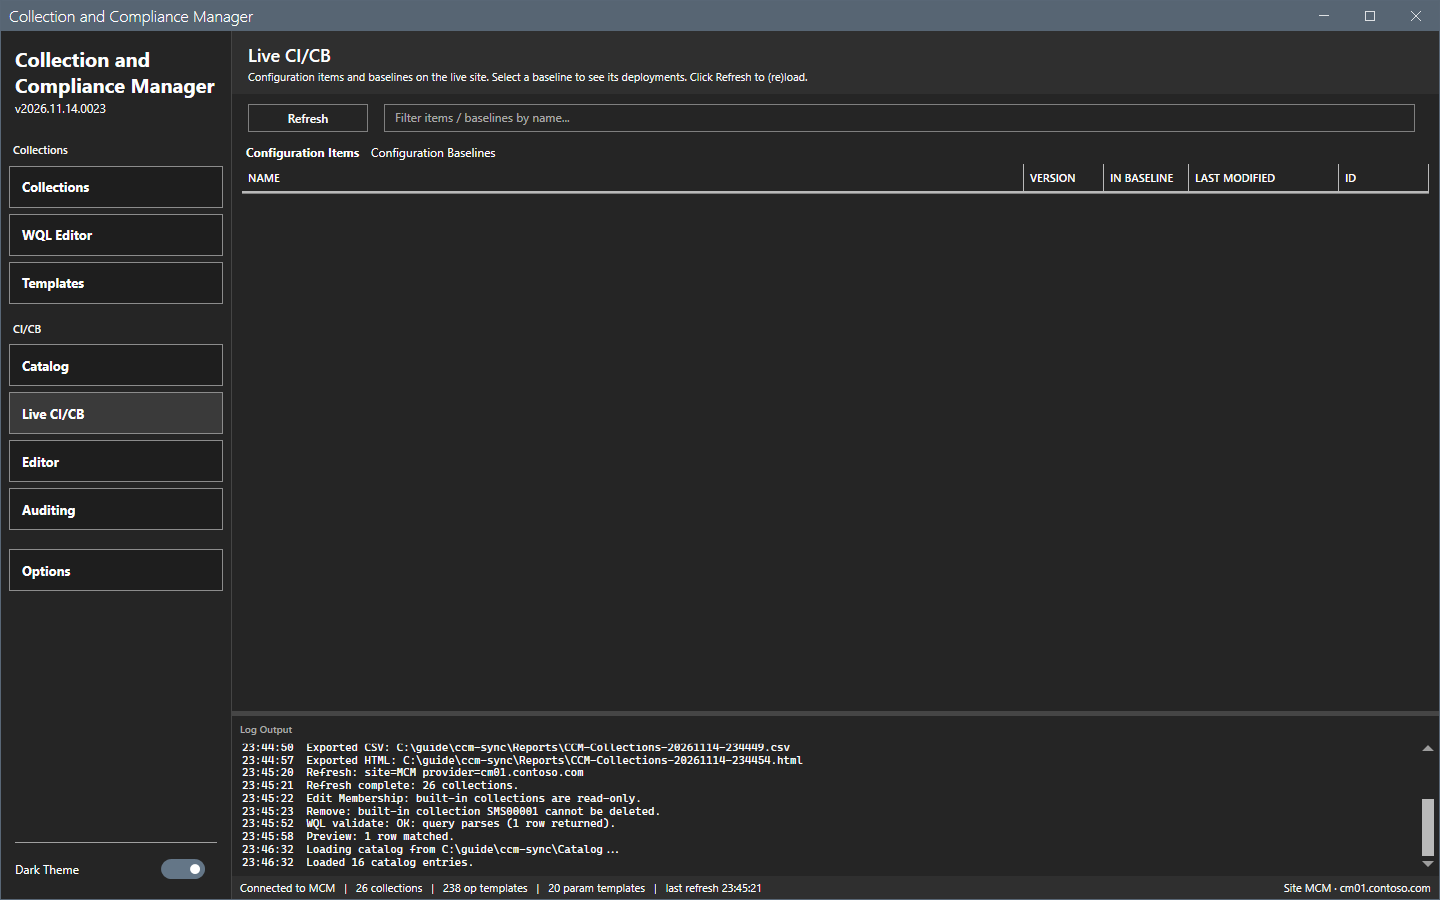 Collection and Compliance Manager
Collection and
Compliance Manager
v2026.11.14.0023
Collections
Collections
WQL Editor
Templates
CI/CB
Catalog
Live CI/CB
Editor
Auditing
Options
Dark Theme
Live CI/CB
Configuration items and baselines on the live site. Select a baseline to see its deployments. Click Refresh to (re)load.
Refresh
Filter items / baselines by name...
Configuration Items Configuration Baselines
NAME VERSION IN BASELINE LAST MODIFIED ID
Log Output
23:44:50 Exported CSV: C:\guide\ccm-sync\Reports\CCM-Collections-20261114-234449.csv
23:44:57 Exported HTML: C:\guide\ccm-sync\Reports\CCM-Collections-20261114-234454.html
23:45:20 Refresh: site=MCM provider=cm01.contoso.com
23:45:21 Refresh complete: 26 collections.
23:45:22 Edit Membership: built-in collections are read-only.
23:45:23 Remove: built-in collection SMS00001 cannot be deleted.
23:45:52 WQL validate: OK: query parses (1 row returned).
23:45:58 Preview: 1 row matched.
23:46:32 Loading catalog from C:\guide\ccm-sync\Catalog ...
23:46:32 Loaded 16 catalog entries.
Connected to MCM | 26 collections | 238 op templates | 20 param templates | last refresh 23:45:21
Site MCM · cm01.contoso.com